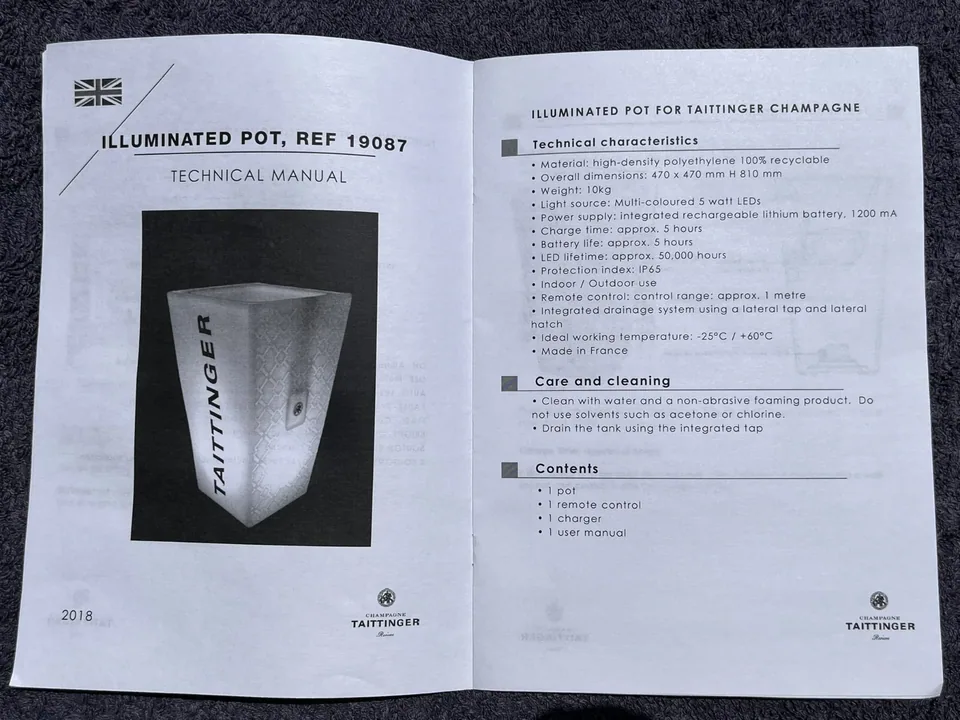 ILLUMINATED POT, REF 19087
TECHNICAL MANUAL
TAITTINGER
2018
CHAMPAGNE
TAITTINGER
Reims
ILLUMINATED POT FOR TAITTINGER CHAMPAGNE
Technical characteristics
• Material: high-density polyethylene 100% recyclable
• Overall dimensions: 470 x 470 mm H 810 mm
• Weight: 10kg
• Light source: Multi-coloured 5 watt LEDs
• Power supply: integrated rechargeable lithium battery, 1200 mA
• Charge time: approx. 5 hours
• Battery life: approx. 5 hours
• LED lifetime: approx. 50,000 hours
• Protection index: IP65
• Indoor / Outdoor use
• Remote control: control range: approx. 1 metre
• Integrated drainage system using a lateral tap and lateral
hatch
• Ideal working temperature: -25°C / +60°C
• Made in France
Care and cleaning
• Clean with water and a non-abrasive foaming product. Do
not use solvents such as acetone or chlorine.
• Drain the tank using the integrated tap
Contents
• 1 pot
• 1 remote control
• 1 charger
• 1 user manual
CHAMPAGNE
TAITTINGER
Reims